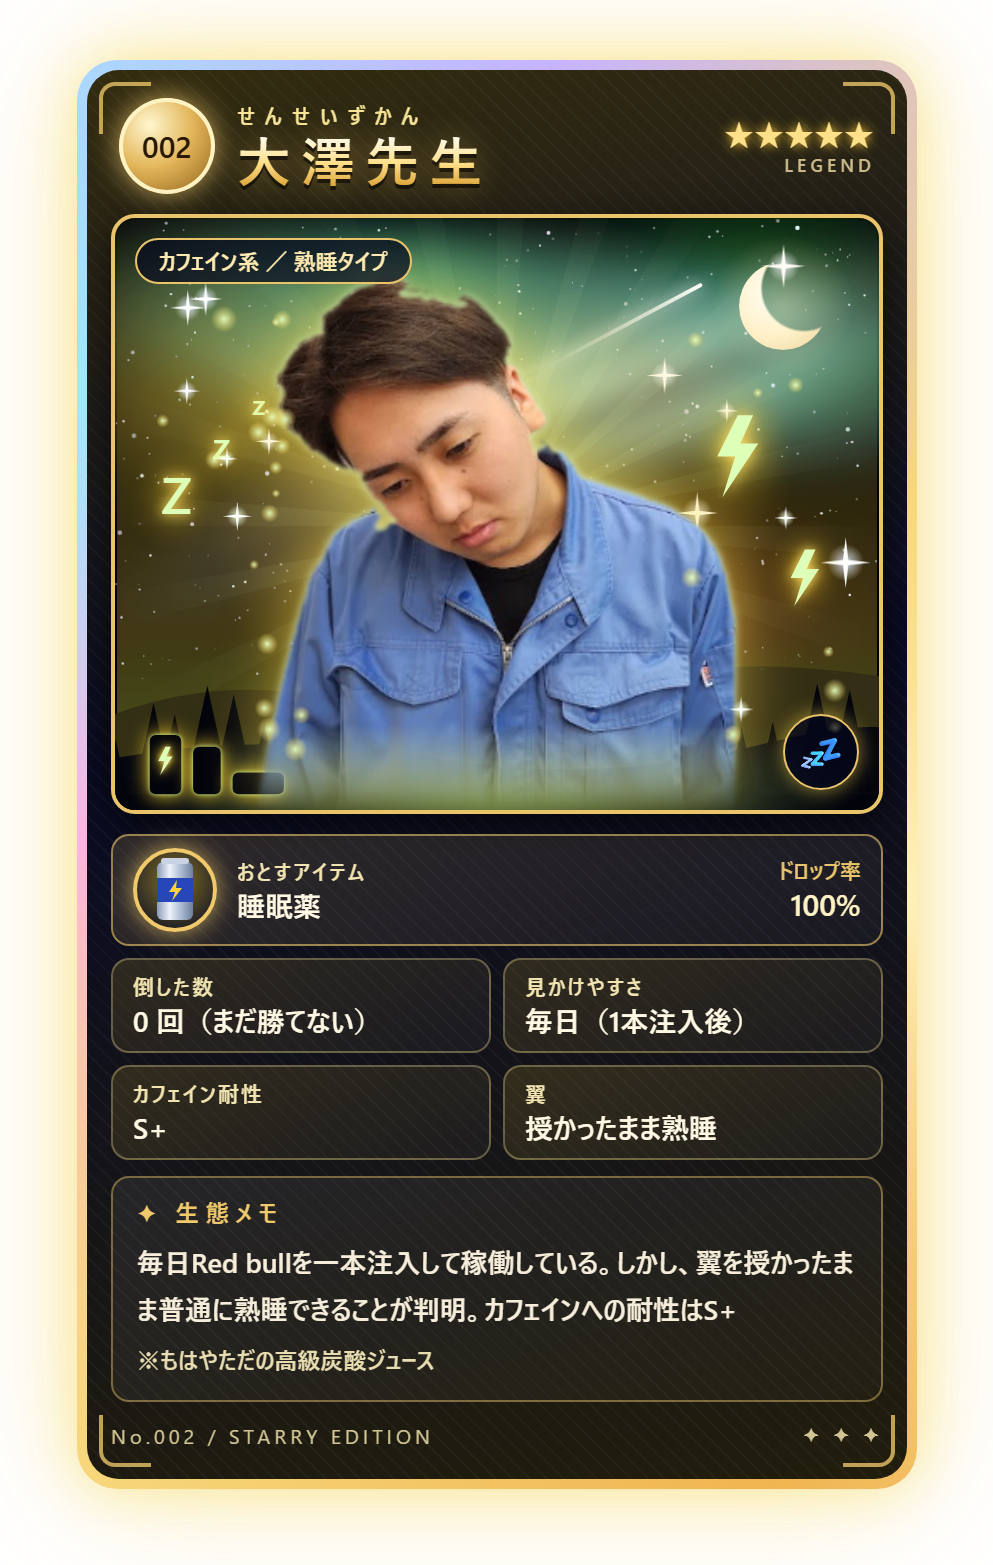 002
せんせいずかん
大澤先生
★★★★★
LEGEND
カフェイン系 ／ 熟睡タイプ
z
z
Z
zzz
おとすアイテム
睡眠薬
ドロップ率
100%
倒した数
0 回（まだ勝てない）
見かけやすさ
毎日（1本注入後）
カフェイン耐性
S+
翼
授かったまま熟睡
✦ 生態メモ
毎日Red bullを一本注入して稼働している。しかし、翼を授かったま
ま普通に熟睡できることが判明。カフェインへの耐性はS+
※もはやただの高級炭酸ジュース
No.002 / STARRY EDITION
✦ ✦ ✦